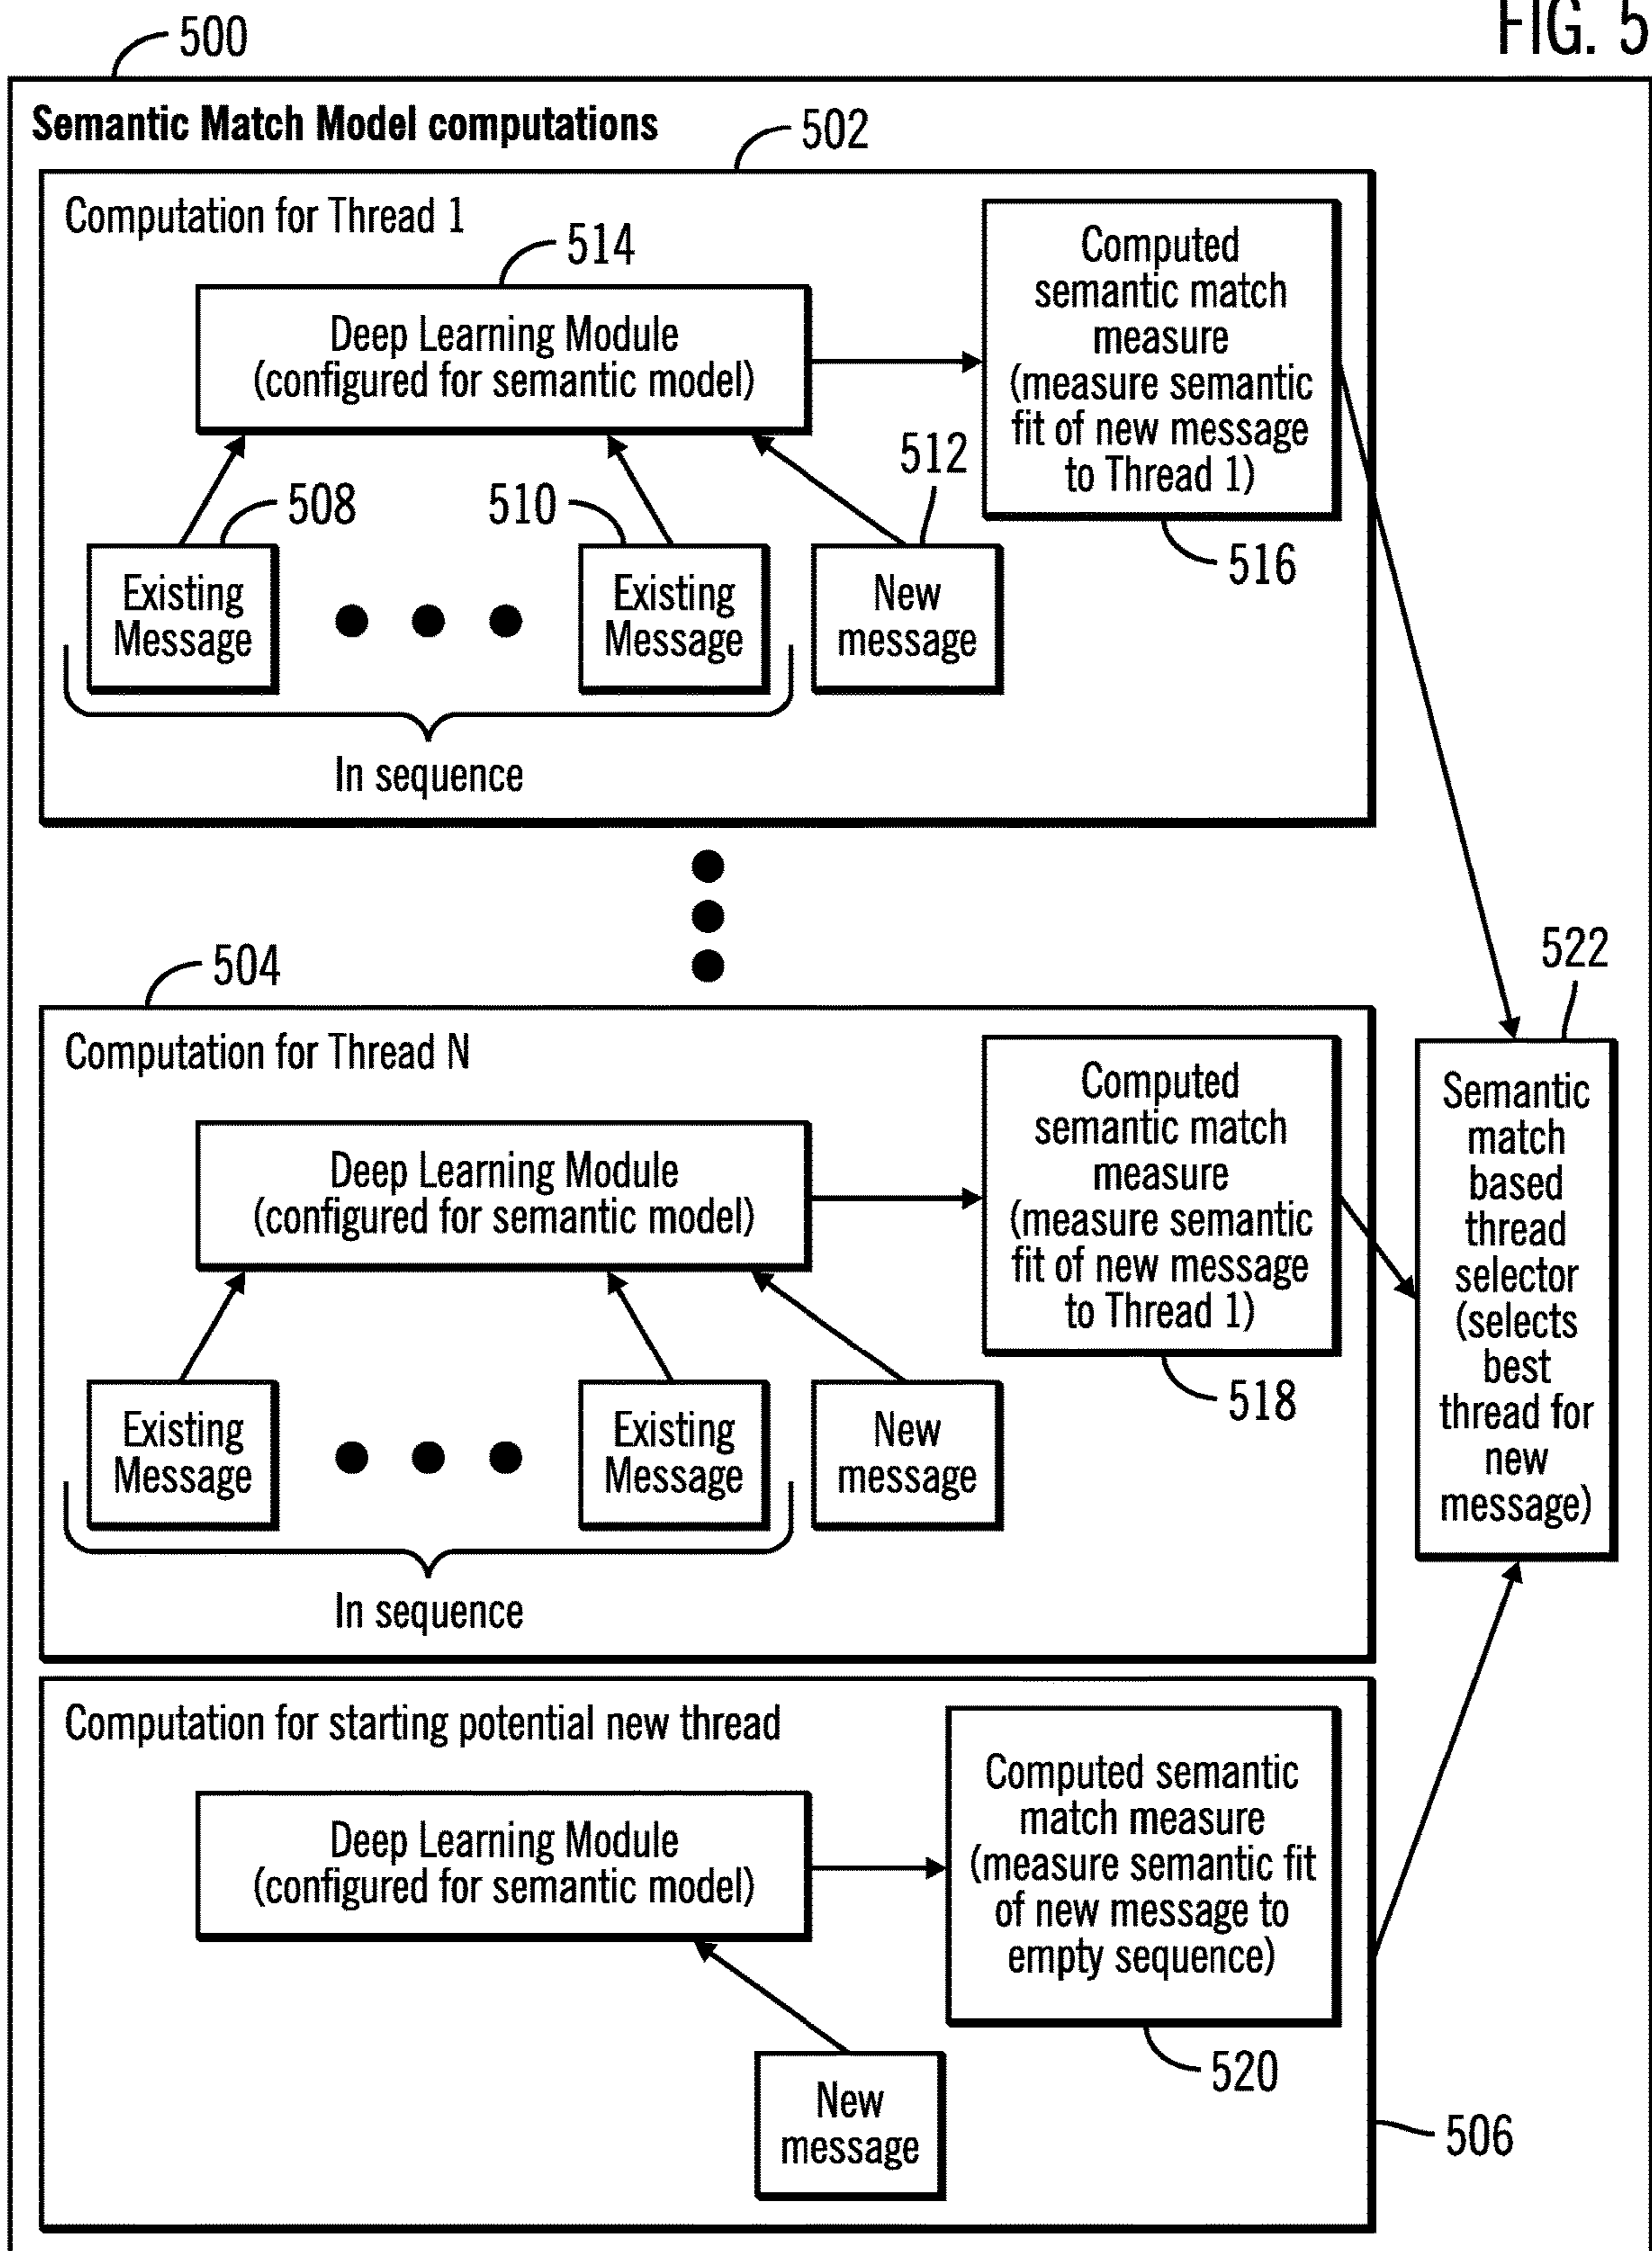 FIG. 5
500
Semantic Match Model computations
502
Computation for Thread 1
514
Deep Learning Module
(configured for semantic model)
Computed
semantic match
measure
(measure semantic
fit of new message
to Thread 1)
516
508
510
512
Existing
Message
Existing
Message
New
message
In sequence
504
Computation for Thread N
Deep Learning Module
(configured for semantic model)
Computed
semantic match
measure
(measure semantic
fit of new message
to Thread 1)
518
Existing
Message
Existing
Message
New
message
In sequence
522
Semantic
match
based
thread
selector
(selects
best
thread for
new
message)
Computation for starting potential new thread
Deep Learning Module
(configured for semantic model)
Computed semantic
match measure
(measure semantic fit
of new message to
empty sequence)
520
New
message
506